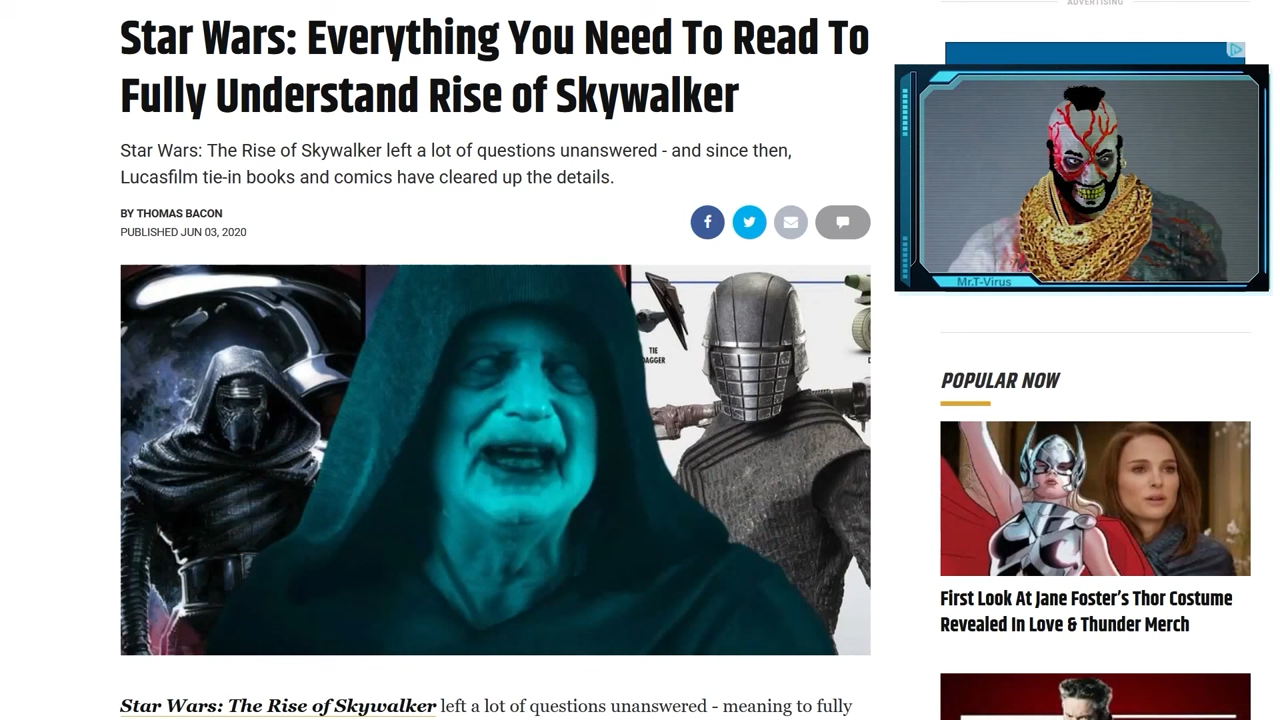 ADVERTISING
Star Wars: Everything You Need To Read To
Fully Understand Rise of Skywalker
Star Wars: The Rise of Skywalker left a lot of questions unanswered - and since then,
Lucasfilm tie-in books and comics have cleared up the details.
BY THOMAS BACON
PUBLISHED JUN 03, 2020
TIE
Mr.T-Virus
POPULAR NOW
First Look At Jane Foster's Thor Costume
Revealed In Love & Thunder Merch
Star Wars: The Rise of Skywalker left a lot of questions unanswered - meaning to fully